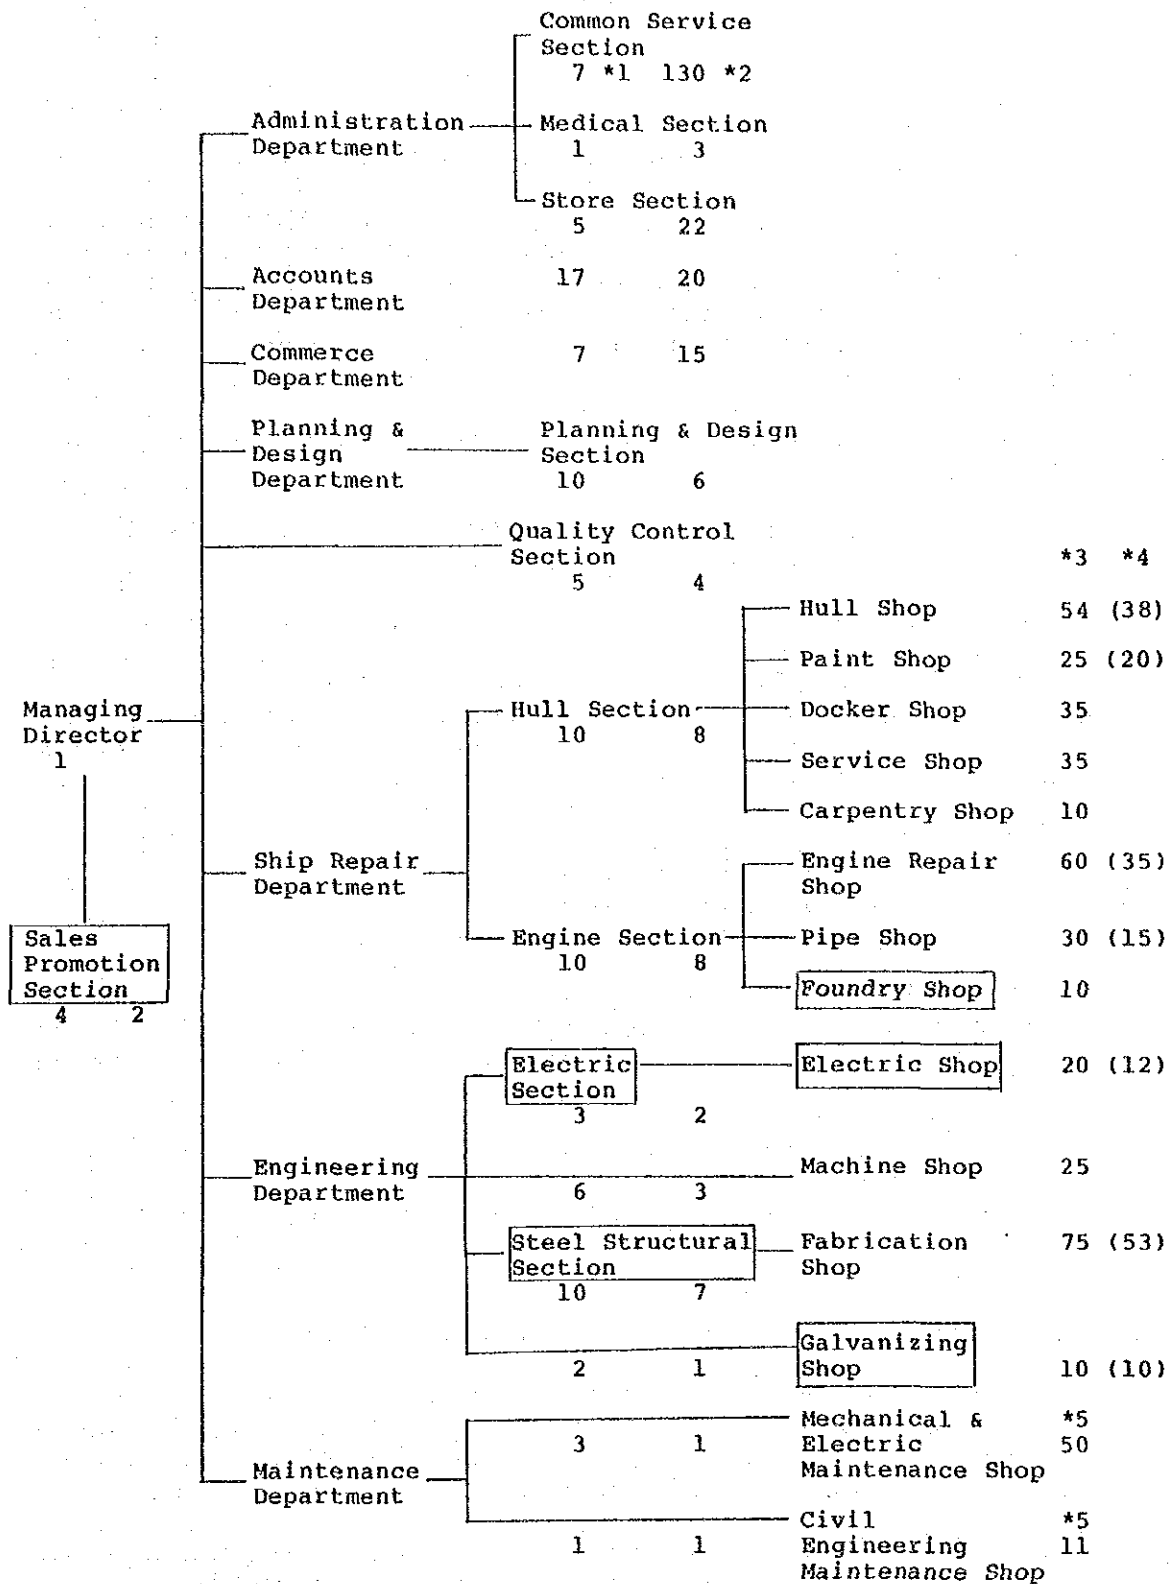 Common Service
Section
7 *1 130 *2
Administration
Department
Medical Section
1 3
Store Section
5 22
Accounts
Department
17 20
Commerce
Department
7 15
Planning &
Design
Department
Planning & Design
Section
10 6
Quality Control
Section
5 4
*3 *4
Managing
Director
1
Sales
Promotion
Section
4 2
Ship Repair
Department
Hull Section
10 8
Hull Shop 54 (38)
Paint Shop 25 (20)
Docker Shop 35
Service Shop 35
Carpentry Shop 10
Engine Section
10 8
Engine Repair 60 (35)
Shop
Pipe Shop 30 (15)
Foundry Shop 10
Engineering
Department
Electric
Section
3 2
Electric Shop 20 (12)
6 3
Machine Shop 25
Steel Structural
Section
10 7
Fabrication 75 (53)
Shop
2 1
Galvanizing
Shop 10 (10)
Maintenance
Department
3 1
Mechanical & *5
Electric 50
Maintenance Shop
1 1
Civil *5
Engineering 11
Maintenance Shop